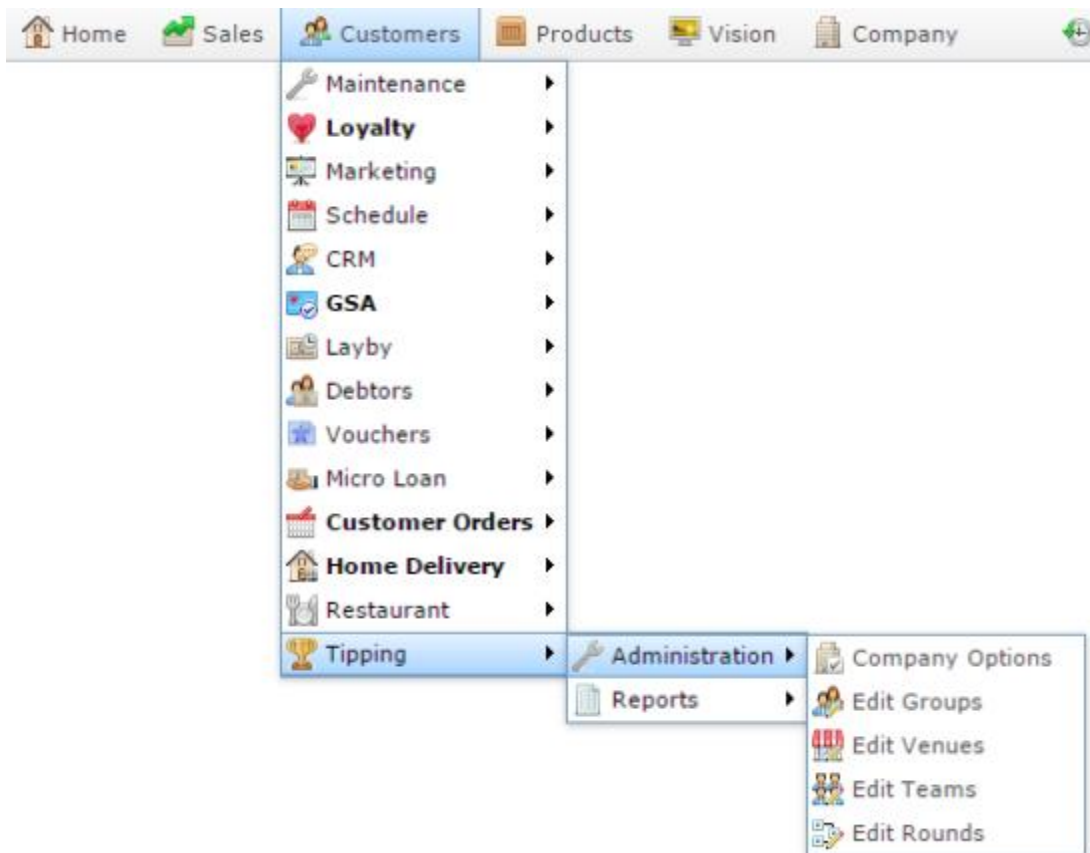 Home Sales Customers Products Vision Company
Maintenance
Loyalty
Marketing
Schedule
CRM
GSA
Layby
Debtors
Vouchers
Micro Loan
Customer Orders
Home Delivery
Restaurant
Tipping Administration Company Options
Reports Edit Groups
Edit Venues
Edit Teams
Edit Rounds